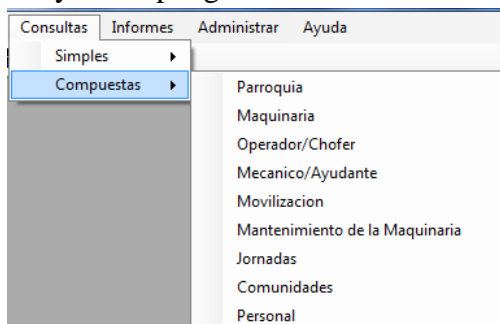 Consultas Informes Administrar Ayuda
Simples
Compuestas
Parroquia
Maquinaria
Operador/Chofer
Mecanico/Ayudante
Movilizacion
Mantenimiento de la Maquinaria
Jornadas
Comunidades
Personal